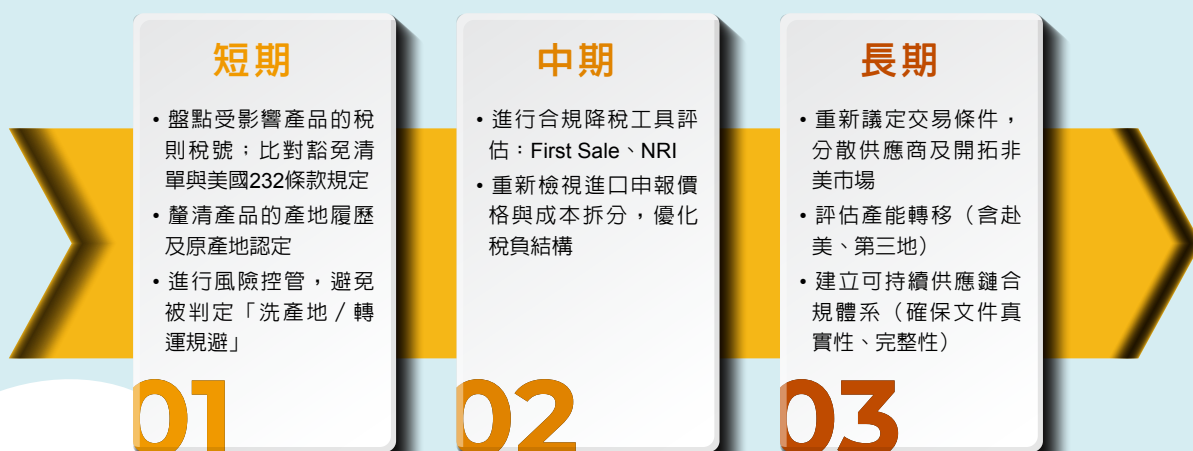 短期
• 盤點受影響產品的稅
則稅號；比對豁免清
單與美國232條款規定
• 釐清產品的產地履歷
及原產地認定
• 進行風險控管，避免
被判定「洗產地／轉
運規避」
01
中期
• 進行合規降稅工具評
估：First Sale、NRI
• 重新檢視進口申報價
格與成本拆分，優化
稅負結構
02
長期
• 重新議定交易條件，
分散供應商及開拓非
美市場
• 評估產能轉移（含赴
美、第三地）
• 建立可持續供應鏈合
規體系（確保文件真
實性、完整性）
03